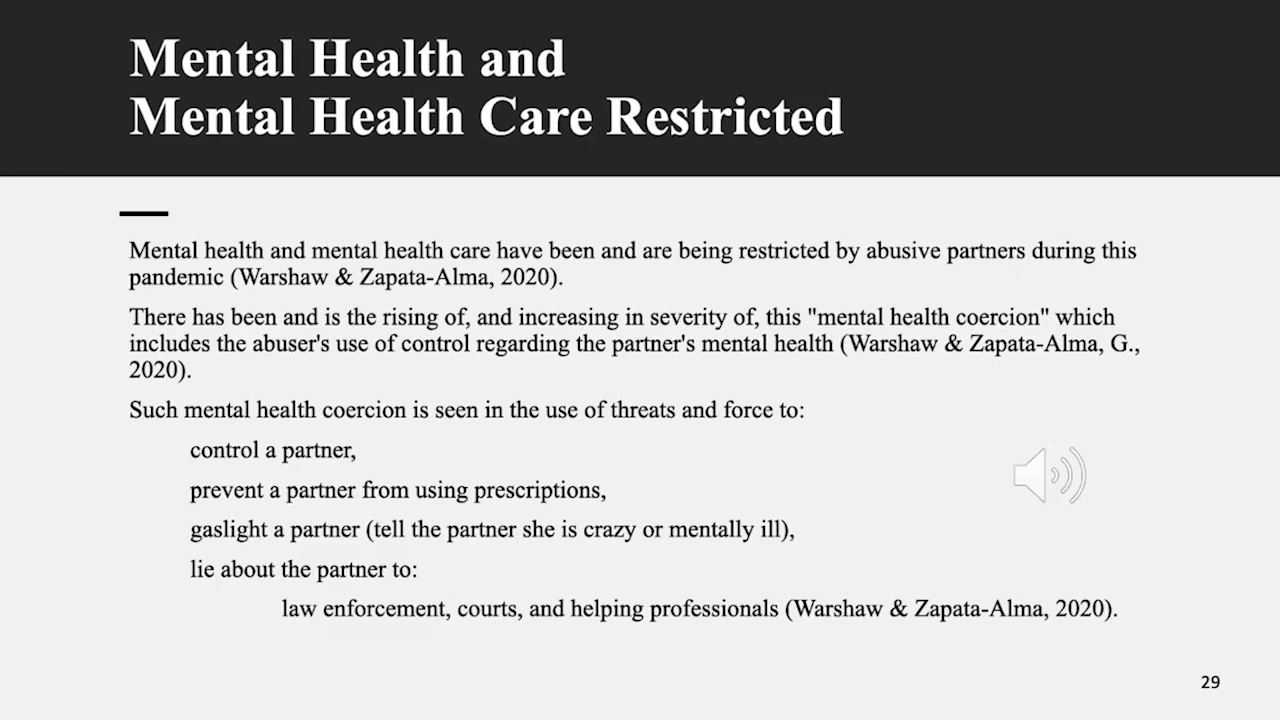 Mental Health and
Mental Health Care Restricted
Mental health and mental health care have been and are being restricted by abusive partners during this
pandemic (Warshaw & Zapata-Alma, 2020).
There has been and is the rising of, and increasing in severity of, this "mental health coercion" which
includes the abuser's use of control regarding the partner's mental health (Warshaw & Zapata-Alma, G.,
2020).
Such mental health coercion is seen in the use of threats and force to:
control a partner,
prevent a partner from using prescriptions,
gaslight a partner (tell the partner she is crazy or mentally ill),
lie about the partner to:
law enforcement, courts, and helping professionals (Warshaw & Zapata-Alma, 2020).
29